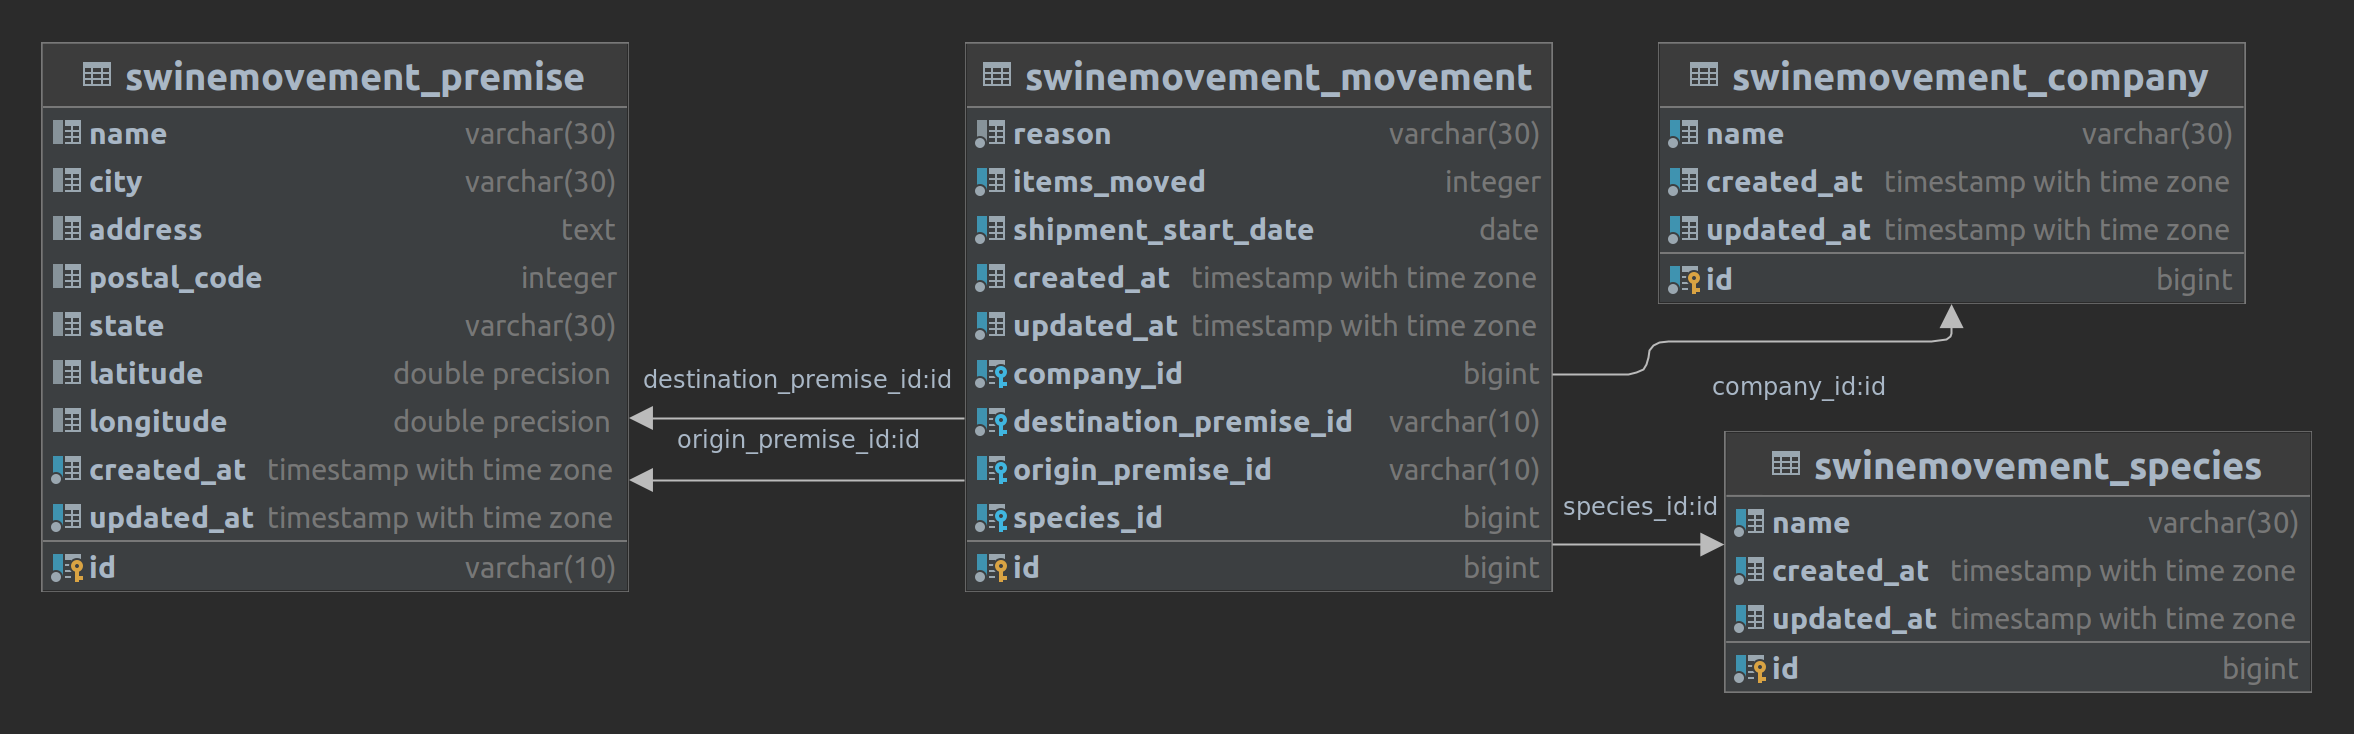 swinemovement_premise
name varchar(30)
city varchar(30)
address text
postal_code integer
state varchar(30)
latitude double precision
longitude double precision
created_at timestamp with time zone
updated_at timestamp with time zone
id varchar(10)
destination_premise_id:id
origin_premise_id:id
swinemovement_movement
reason varchar(30)
items_moved integer
shipment_start_date date
created_at timestamp with time zone
updated_at timestamp with time zone
company_id bigint
destination_premise_id varchar(10)
origin_premise_id varchar(10)
species_id bigint
id bigint
swinemovement_company
name varchar(30)
created_at timestamp with time zone
updated_at timestamp with time zone
id bigint
company_id:id
species_id:id
swinemovement_species
name varchar(30)
created_at timestamp with time zone
updated_at timestamp with time zone
id bigint